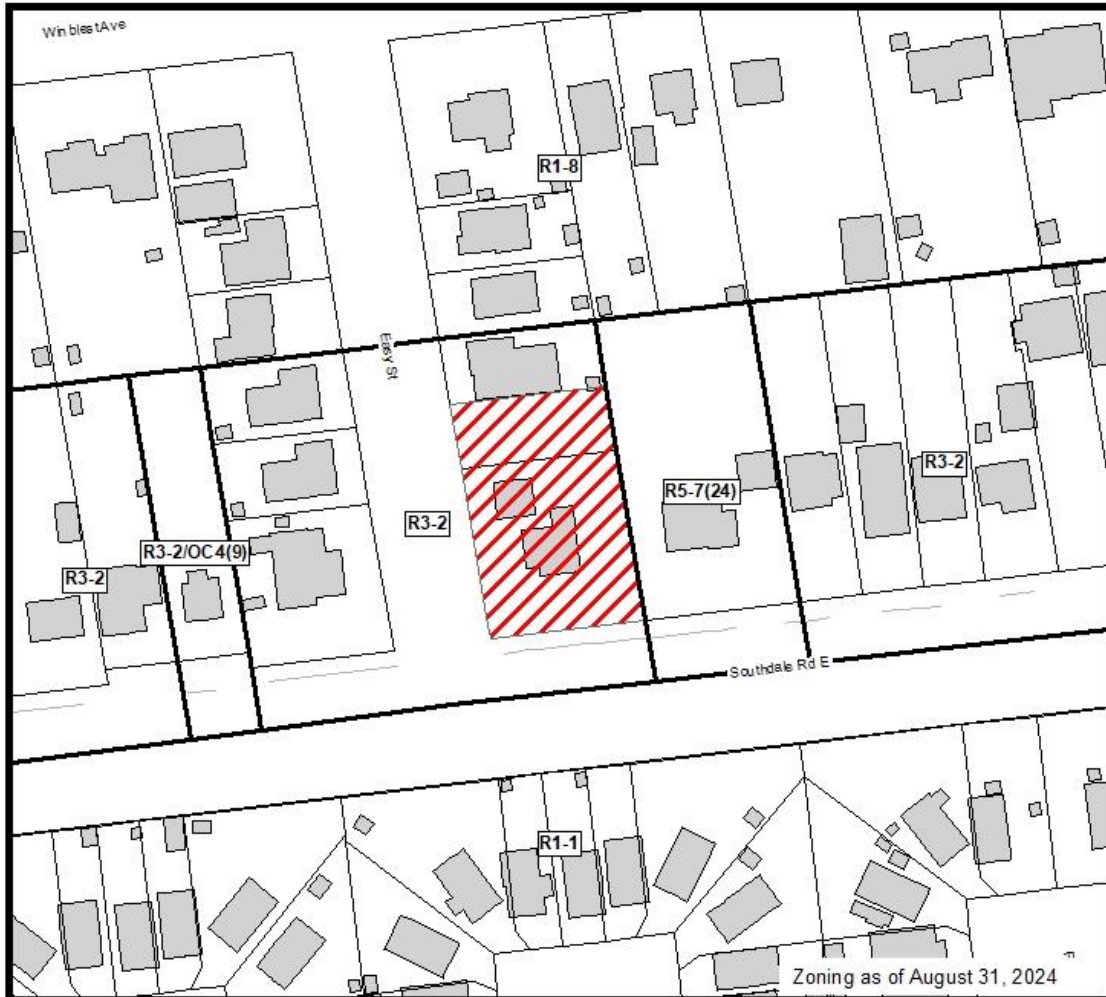 Winblest Ave
R1-8
Easy St
R5-7(24)
R3-2
R3-2
R3-2/OC4(9)
R3-2
Southdale Rd E
R1-1
Zoning as of August 31, 2024